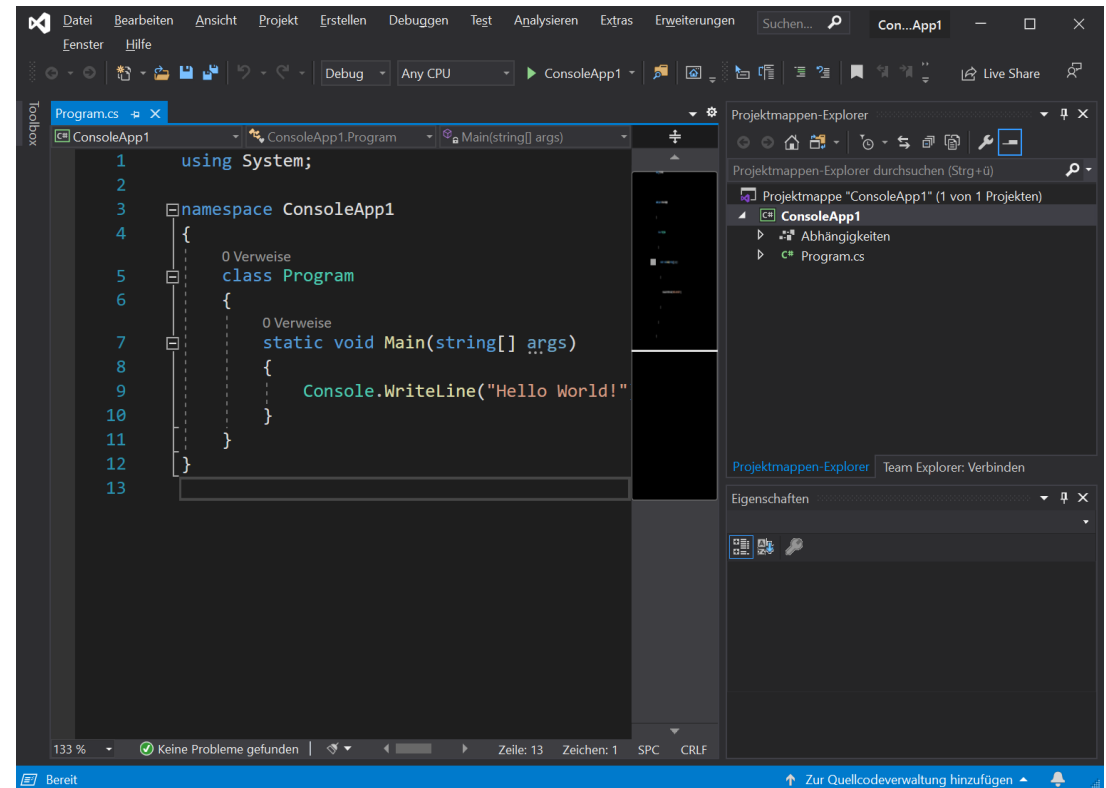 Datei Bearbeiten Ansicht Projekt Erstellen Debuggen Test Analysieren Extras Erweiterungen Suchen... Con...App1
Fenster Hilfe
Debug Any CPU ConsoleApp1 Live Share
Toolbox
Program.cs
ConsoleApp1 ConsoleApp1.Program Main(string[] args)
1 using System;
2
3 namespace ConsoleApp1
4 {
0 Verweise
5 class Program
6 {
0 Verweise
7 static void Main(string[] args)
8 {
9 Console.WriteLine("Hello World!"
10 }
11 }
12 }
13
133 % Keine Probleme gefunden Zeile: 13 Zeichen: 1 SPC CRLF
Projektmappen-Explorer
Projektmappen-Explorer durchsuchen (Strg+ü)
Projektmappe "ConsoleApp1" (1 von 1 Projekten)
C# ConsoleApp1
Abhängigkeiten
C# Program.cs
Projektmappen-Explorer Team Explorer: Verbinden
Eigenschaften
Bereit Zur Quellcodeverwaltung hinzufügen